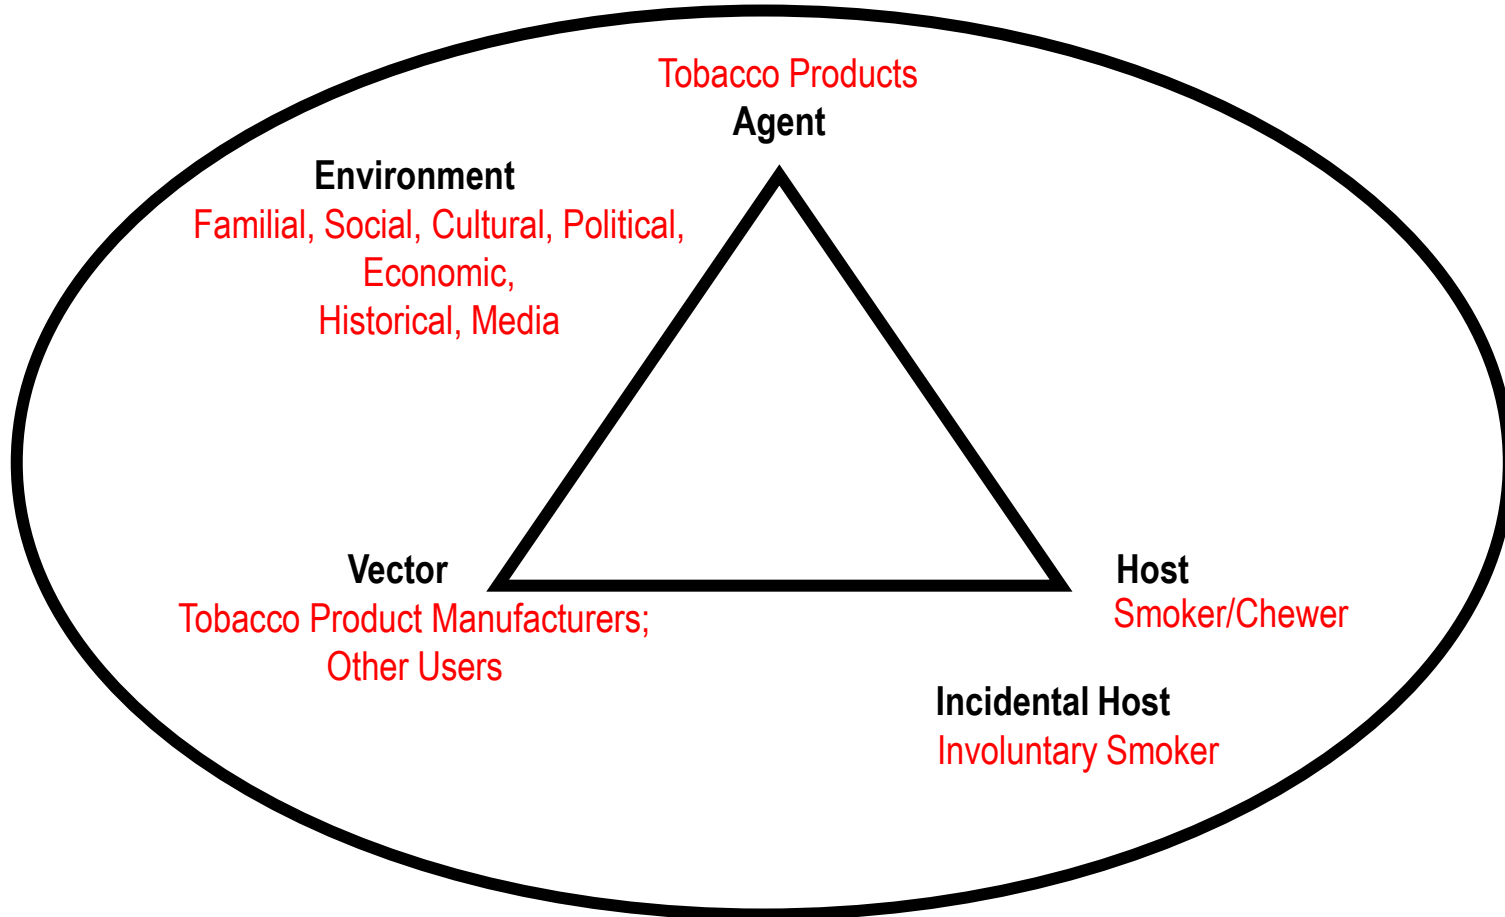 Tobacco Products
Agent
Environment
Familial, Social, Cultural, Political,
Economic,
Historical, Media
Vector
Tobacco Product Manufacturers;
Other Users
Host
Smoker/Chewer
Incidental Host
Involuntary Smoker